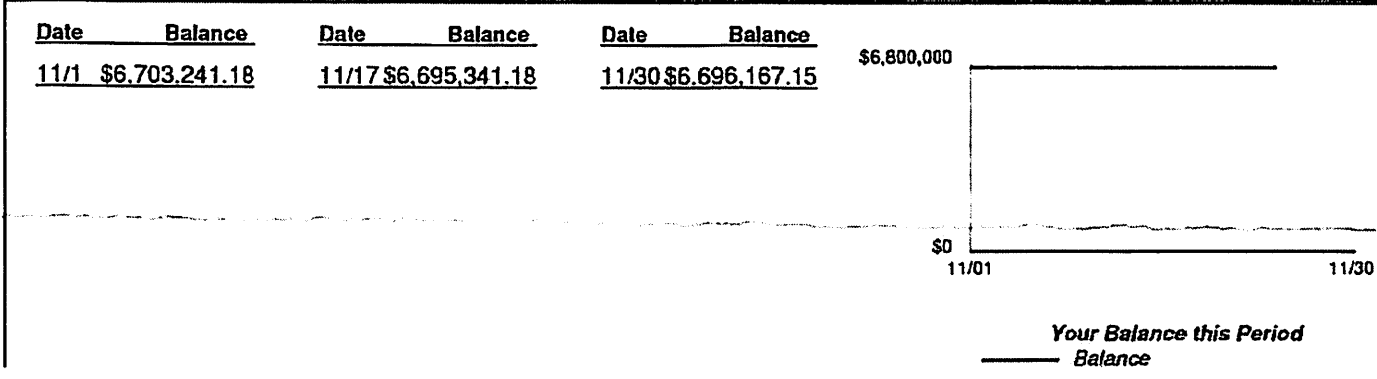 Date Balance Date Balance Date Balance
11/1 $6,703,241.18 11/17 $6,695,341.18 11/30 $6,696,167.15
$6,800,000
$0
11/01 11/30
Your Balance this Period
Balance